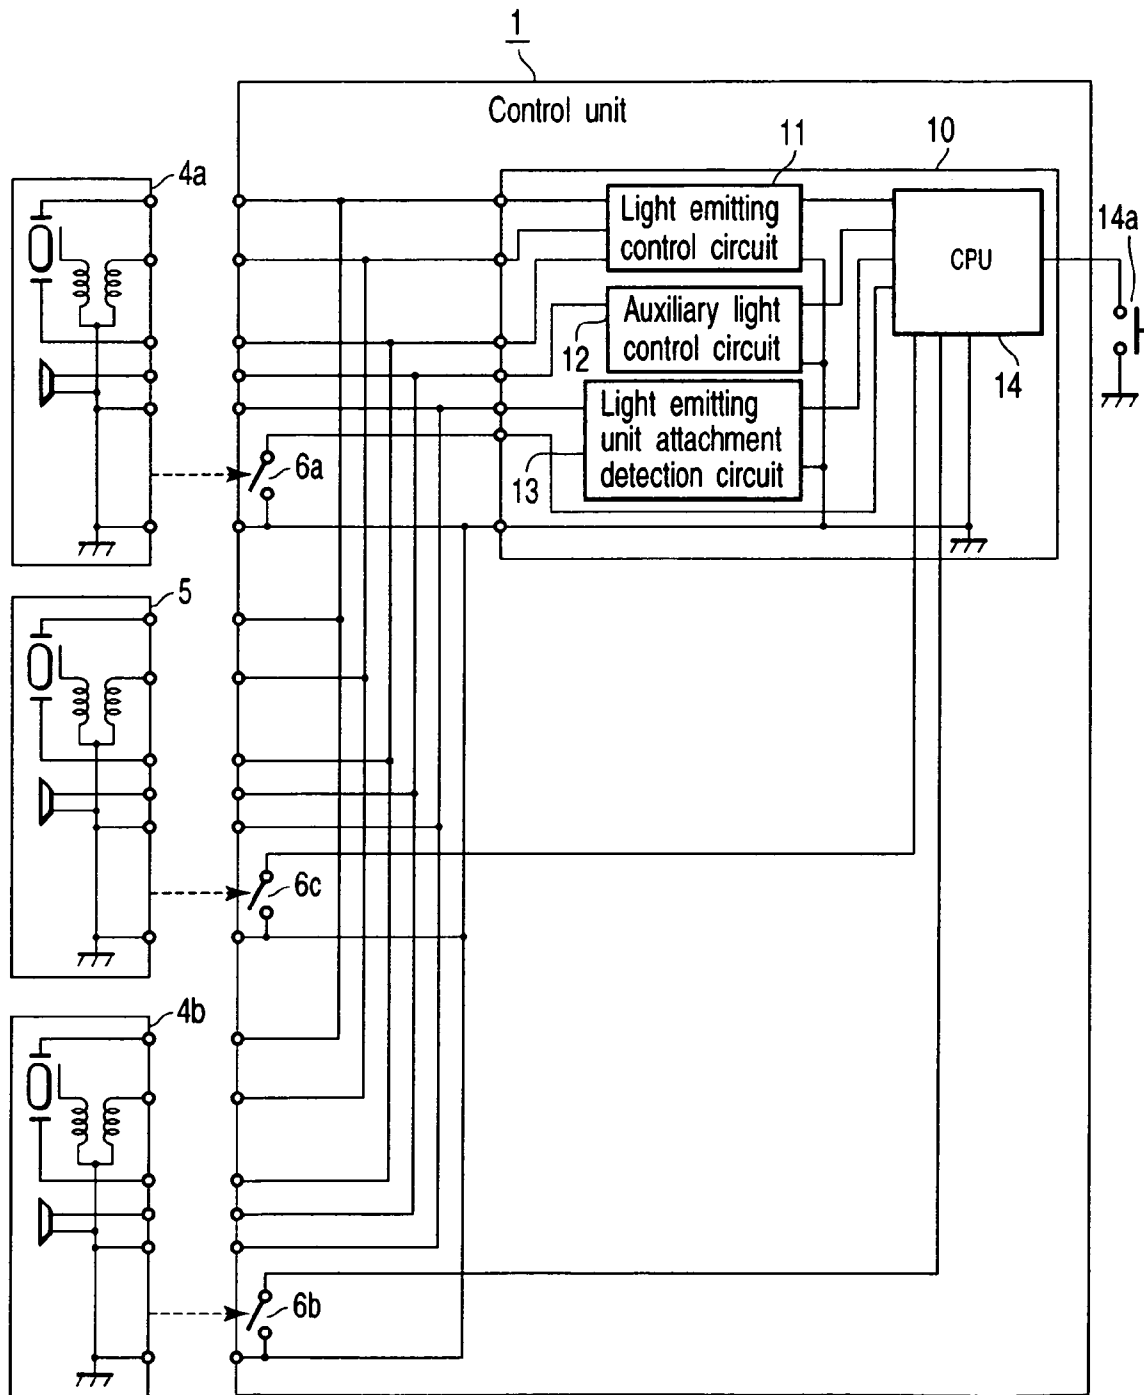 1
Control unit
11
10
4a
Light emitting
control circuit
CPU
14a
Auxiliary light
control circuit
12
14
Light emitting
unit attachment
detection circuit
13
6a
5
6c
4b
6b